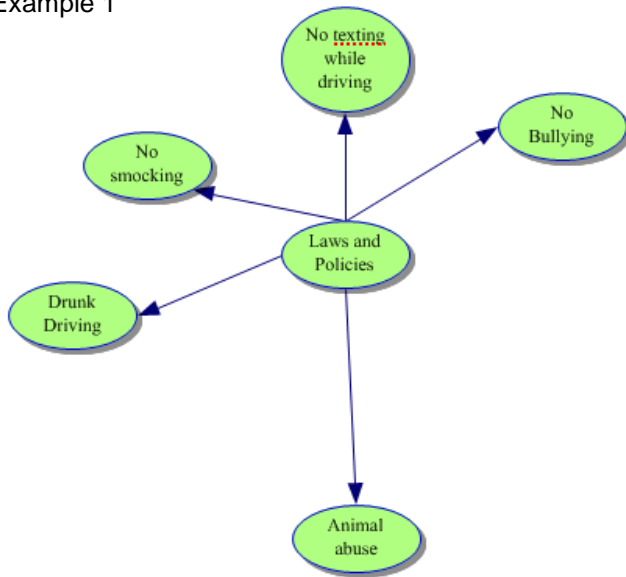 Example 1
No texting
while
driving
No
Bullying
No
smocking
Laws and
Policies
Drunk
Driving
Animal
abuse